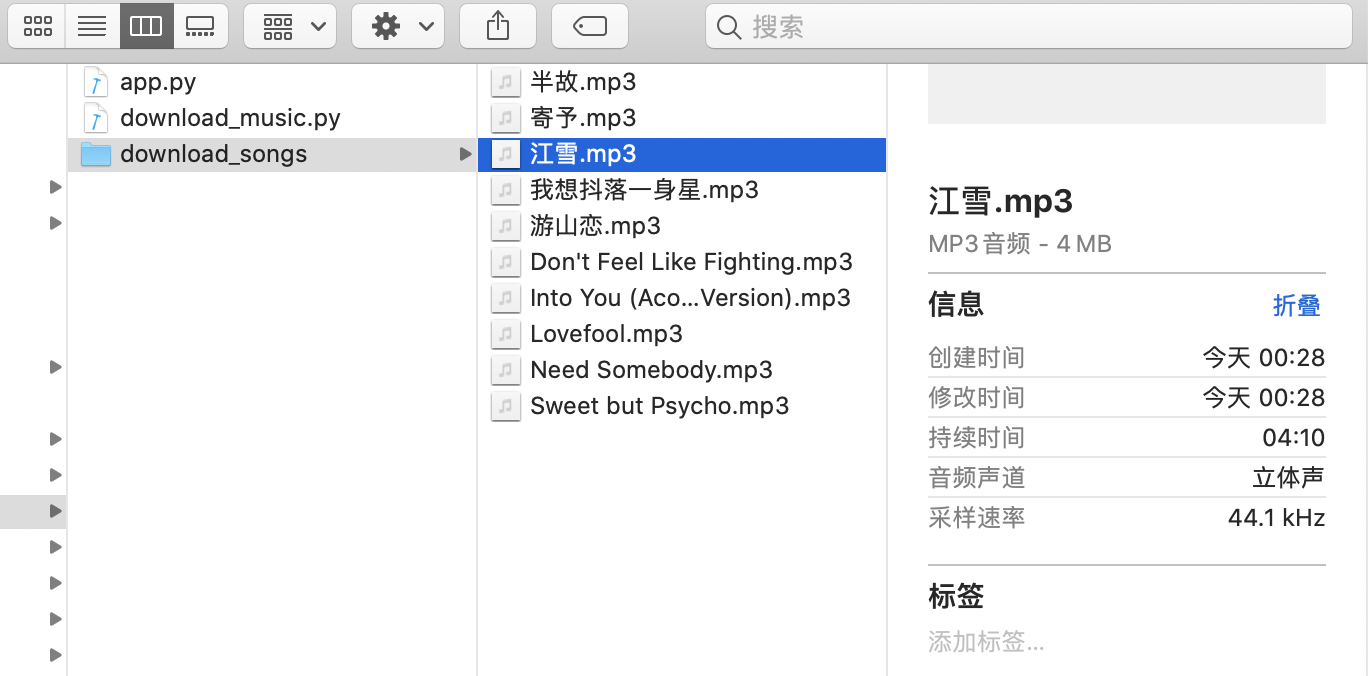 搜索
app.py
download_music.py
download_songs
半故.mp3
寄予.mp3
江雪.mp3
我想抖落一身星.mp3
游山恋.mp3
Don't Feel Like Fighting.mp3
Into You (Aco...Version).mp3
Lovefool.mp3
Need Somebody.mp3
Sweet but Psycho.mp3
江雪.mp3
MP3音频 - 4 MB
信息 折叠
创建时间 今天 00:28
修改时间 今天 00:28
持续时间 04:10
音频声道 立体声
采样速率 44.1 kHz
标签
添加标签...